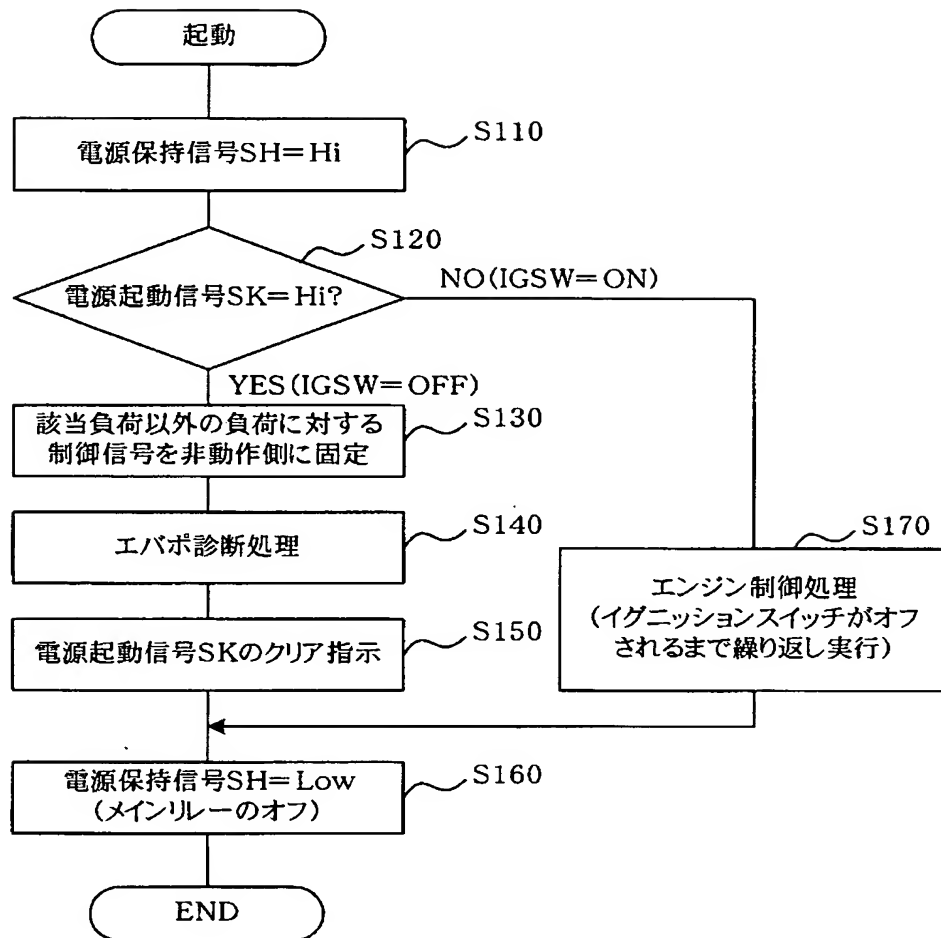 起動
S110
電源保持信号SH=Hi
S120
電源起動信号SK=Hi?
NO(IGSW=ON)
YES(IGSW=OFF)
S130
該当負荷以外の負荷に対する
制御信号を非動作側に固定
S140
エバポ診断処理
S170
エンジン制御処理
(イグニッションスイッチがオフ
されるまで繰り返し実行)
S150
電源起動信号SKのクリア指示
S160
電源保持信号SH=Low
(メインリレーのオフ)
END